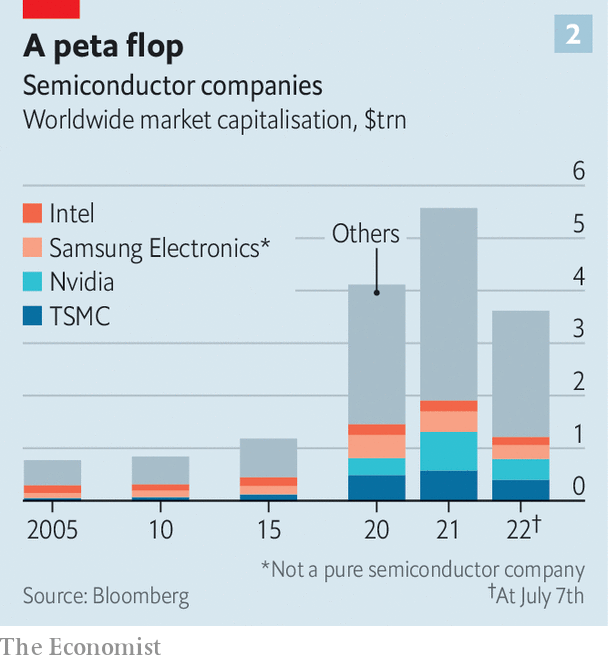 A peta flop
2
Semiconductor companies
Worldwide market capitalisation, $trn
6
5
4
3
2
1
0
Intel
Samsung Electronics*
Nvidia
TSMC
Others
2005 10 15 20 21 22†
*Not a pure semiconductor company
Source: Bloomberg †At July 7th
The Economist